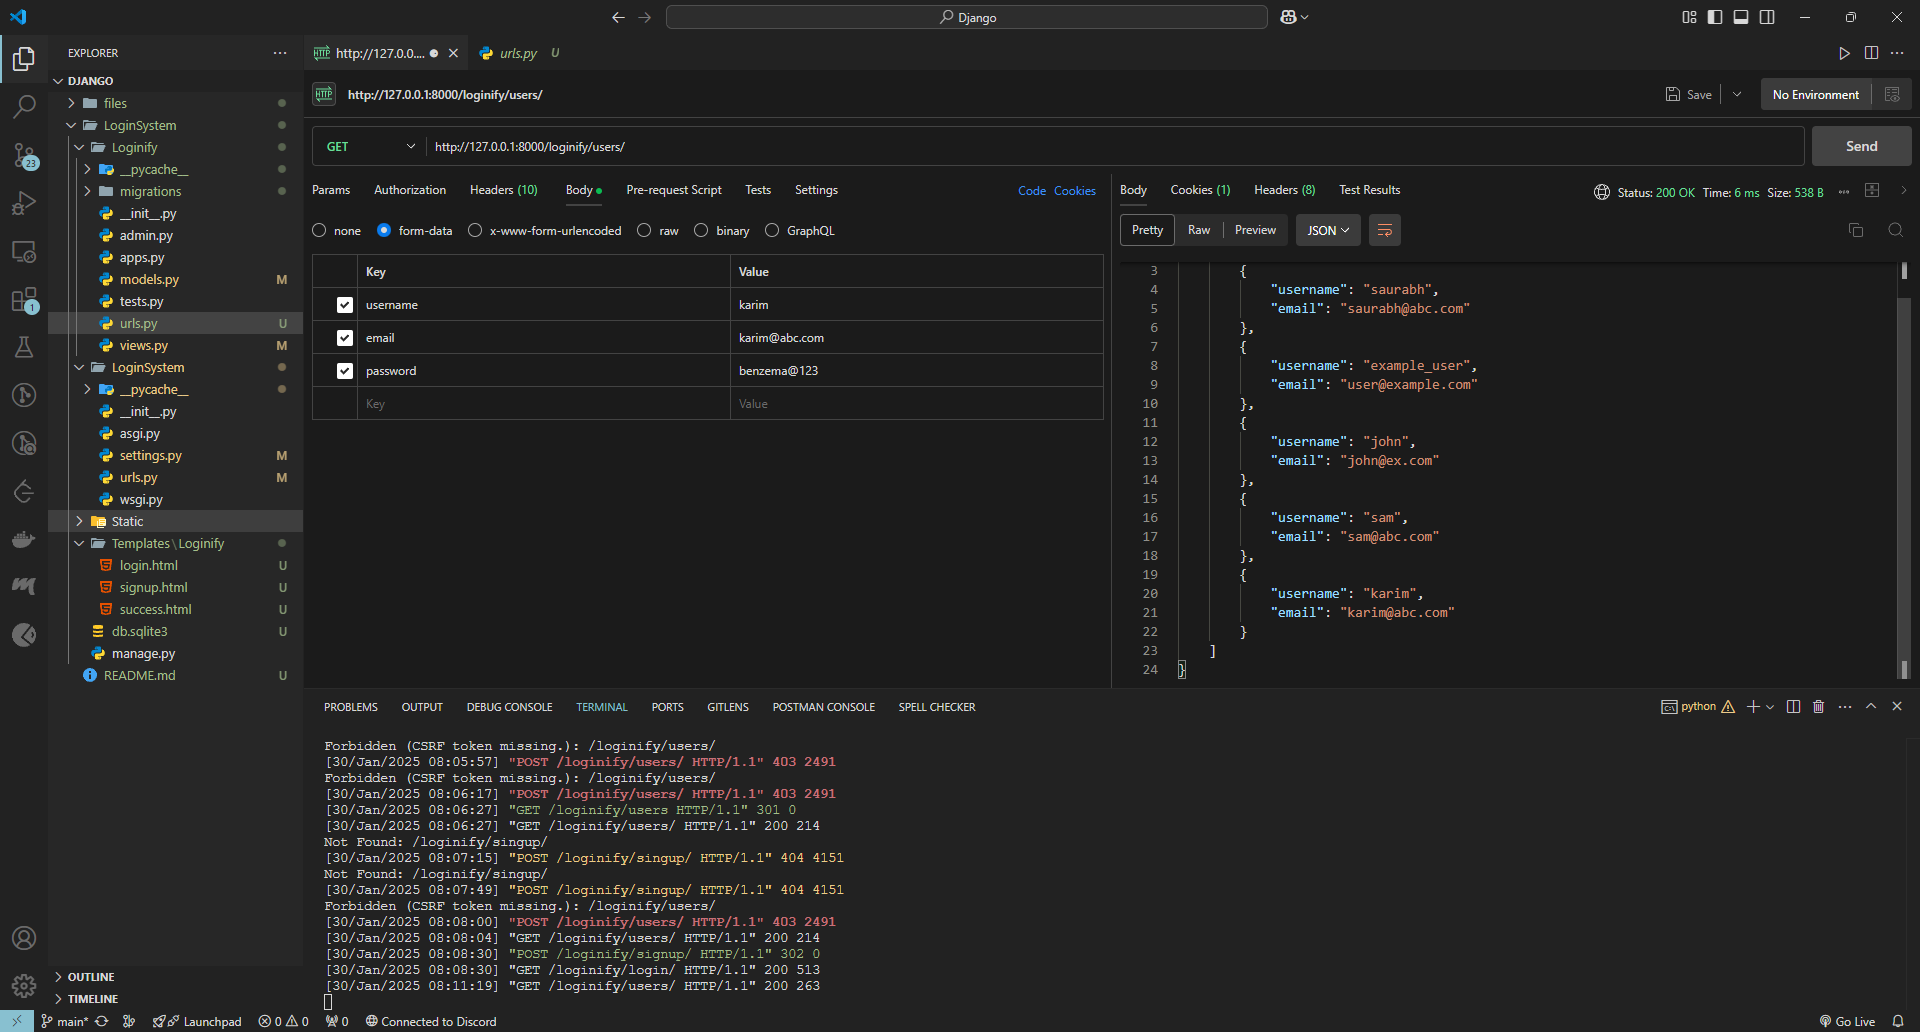 Django
EXPLORER
DJANGO
files
LoginSystem
Loginify
__pycache__
migrations
__init__.py
admin.py
apps.py
models.py M
tests.py
urls.py U
views.py M
LoginSystem
__pycache__
__init__.py
asgi.py
settings.py M
urls.py M
wsgi.py
Static
Templates\Loginify
login.html U
signup.html U
success.html U
db.sqlite3 U
manage.py
README.md U
OUTLINE
TIMELINE
23
1
HTTP http://127.0.0.... urls.py U
HTTP http://127.0.0.1:8000/loginify/users/ Save No Environment
GET http://127.0.0.1:8000/loginify/users/ Send
Params Authorization Headers (10) Body Pre-request Script Tests Settings Code Cookies
none form-data x-www-form-urlencoded raw binary GraphQL
Key Value
username karim
email karim@abc.com
password benzema@123
Key Value
Body Cookies (1) Headers (8) Test Results Status: 200 OK Time: 6 ms Size: 538 B
Pretty Raw Preview JSON
3 {
4 "username": "saurabh",
5 "email": "saurabh@abc.com"
6 },
7 {
8 "username": "example_user",
9 "email": "user@example.com"
10 },
11 {
12 "username": "john",
13 "email": "john@ex.com"
14 },
15 {
16 "username": "sam",
17 "email": "sam@abc.com"
18 },
19 {
20 "username": "karim",
21 "email": "karim@abc.com"
22 }
23 ]
24 }
PROBLEMS OUTPUT DEBUG CONSOLE TERMINAL PORTS GITLENS POSTMAN CONSOLE SPELL CHECKER python
Forbidden (CSRF token missing.): /loginify/users/
[30/Jan/2025 08:05:57] "POST /loginify/users/ HTTP/1.1" 403 2491
Forbidden (CSRF token missing.): /loginify/users/
[30/Jan/2025 08:06:17] "POST /loginify/users/ HTTP/1.1" 403 2491
[30/Jan/2025 08:06:27] "GET /loginify/users HTTP/1.1" 301 0
[30/Jan/2025 08:06:27] "GET /loginify/users/ HTTP/1.1" 200 214
Not Found: /loginify/singup/
[30/Jan/2025 08:07:15] "POST /loginify/singup/ HTTP/1.1" 404 4151
Not Found: /loginify/singup/
[30/Jan/2025 08:07:49] "POST /loginify/singup/ HTTP/1.1" 404 4151
Forbidden (CSRF token missing.): /loginify/users/
[30/Jan/2025 08:08:00] "POST /loginify/users/ HTTP/1.1" 403 2491
[30/Jan/2025 08:08:04] "GET /loginify/users/ HTTP/1.1" 200 214
[30/Jan/2025 08:08:30] "POST /loginify/signup/ HTTP/1.1" 302 0
[30/Jan/2025 08:08:30] "GET /loginify/login/ HTTP/1.1" 200 513
[30/Jan/2025 08:11:19] "GET /loginify/users/ HTTP/1.1" 200 263
main* Launchpad 0 0 0 Connected to Discord Go Live